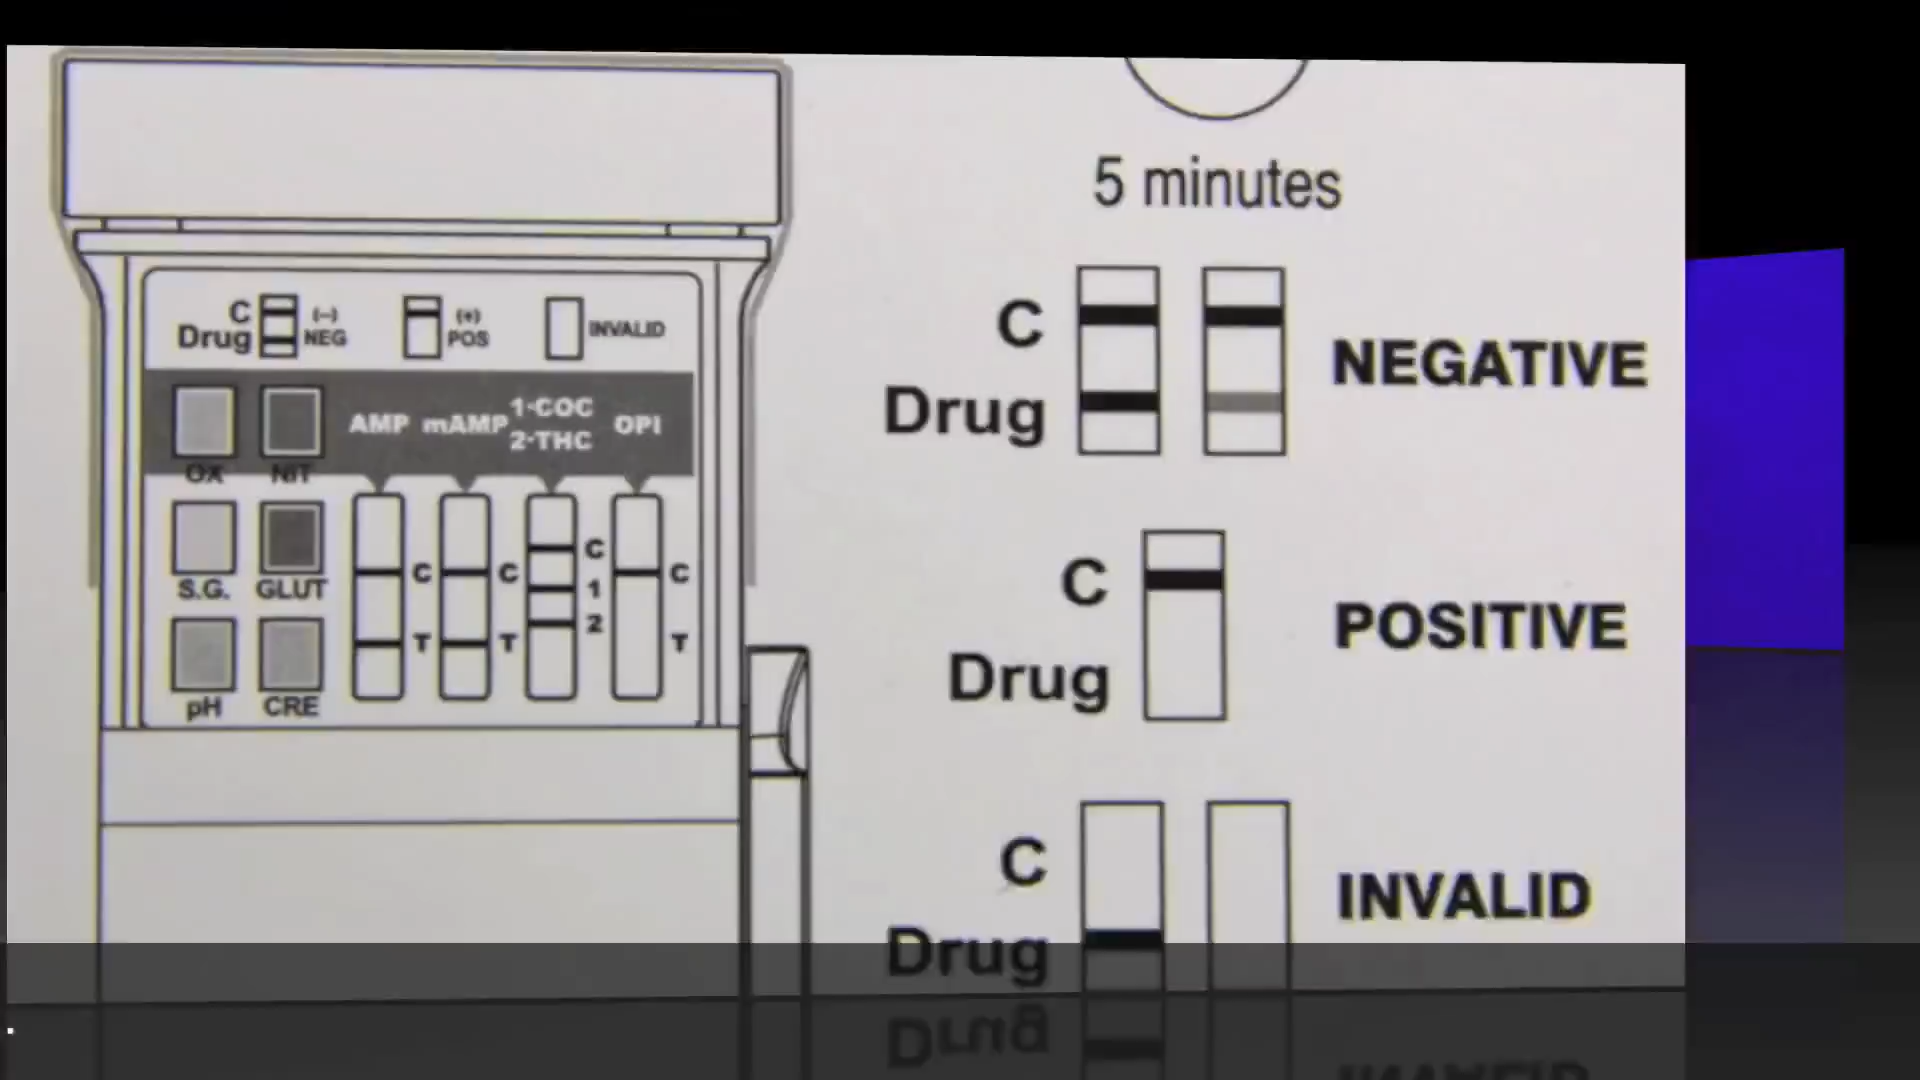 C
Drug
(−)
NEG
(+)
POS
INVALID
OX
NIT
AMP
mAMP
1-COC
2-THC
OPI
S.G.
GLUT
pH
CRE
C
T
C
T
C
1
2
C
T
5 minutes
C
Drug
NEGATIVE
C
Drug
POSITIVE
C
Drug
INVALID